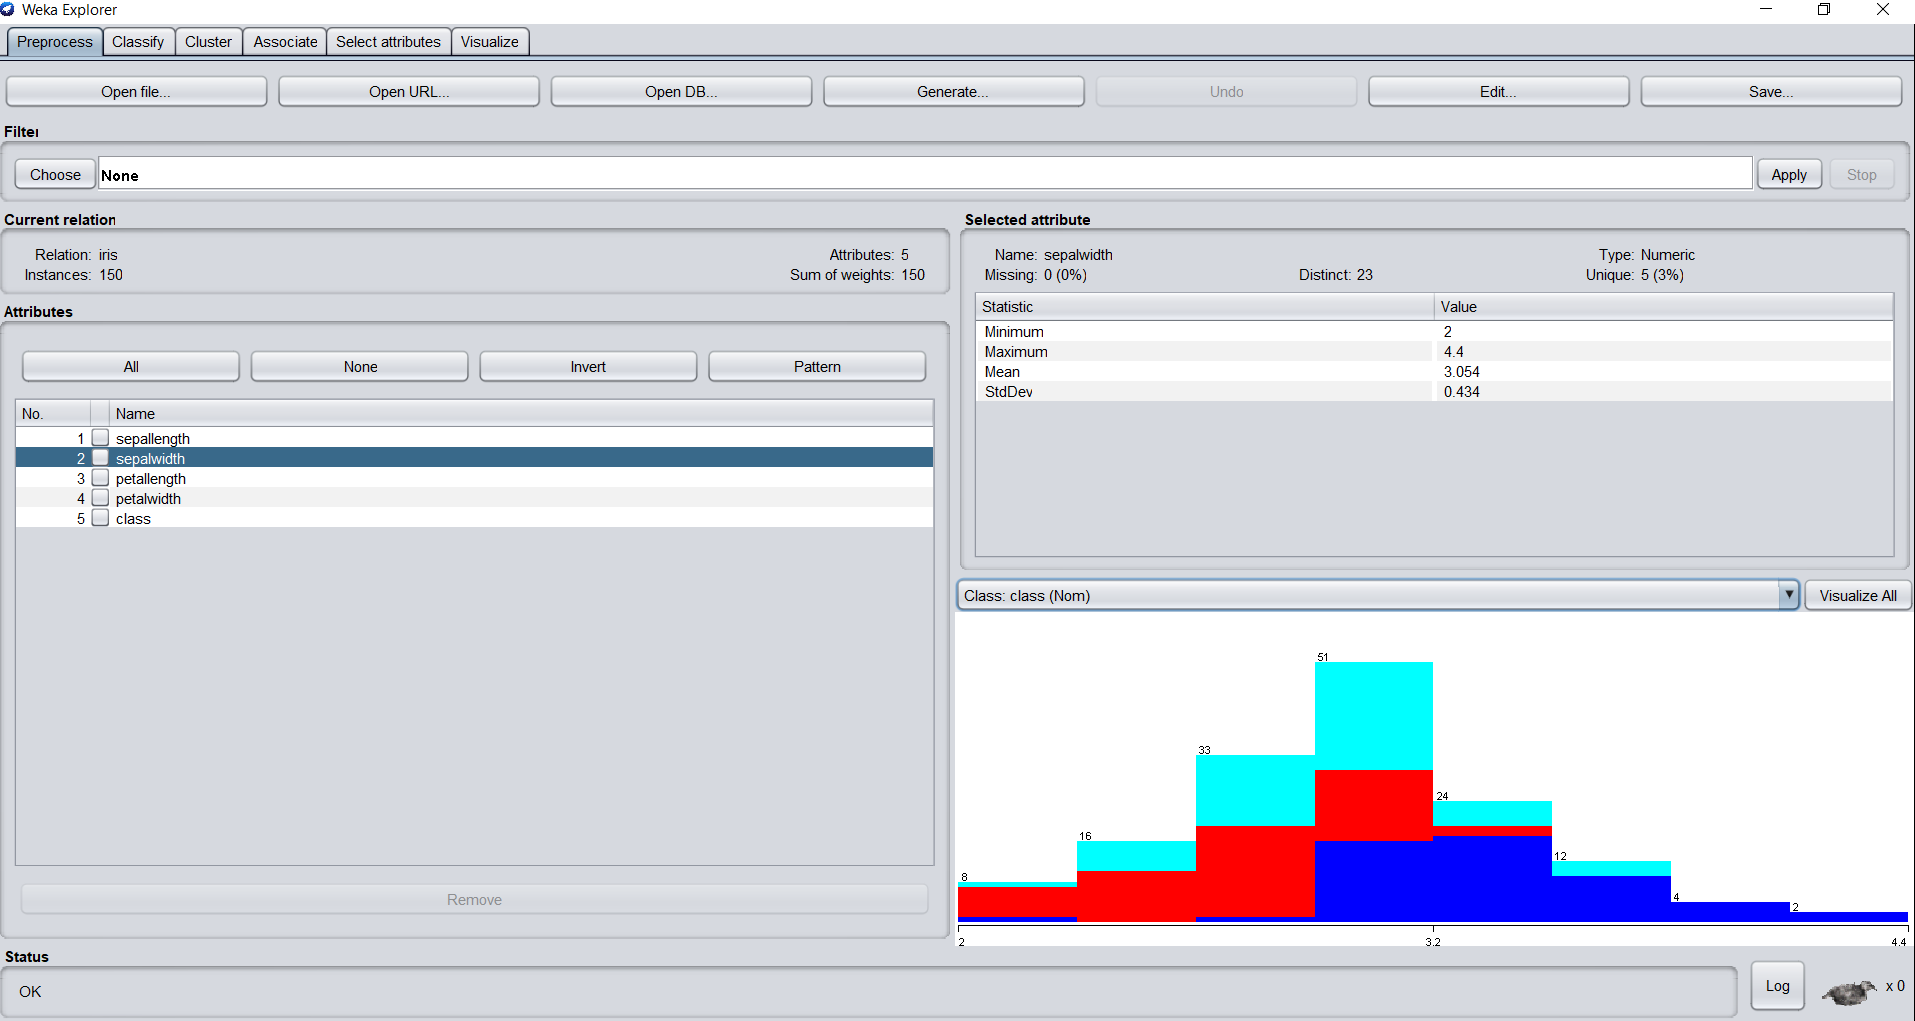 Weka Explorer
Preprocess Classify Cluster Associate Select attributes Visualize
Open file... Open URL... Open DB... Generate... Undo Edit... Save...
Filter
Choose None Apply Stop
Current relation
Relation: iris Attributes: 5
Instances: 150 Sum of weights: 150
Attributes
All None Invert Pattern
No. Name
1 sepallength
2 sepalwidth
3 petallength
4 petalwidth
5 class
Remove
Selected attribute
Name: sepalwidth Type: Numeric
Missing: 0 (0%) Distinct: 23 Unique: 5 (3%)
Statistic Value
Minimum 2
Maximum 4.4
Mean 3.054
StdDev 0.434
Class: class (Nom) Visualize All
51
33
24
16
12
8
4
2
2 3.2 4.4
Status
OK Log x 0